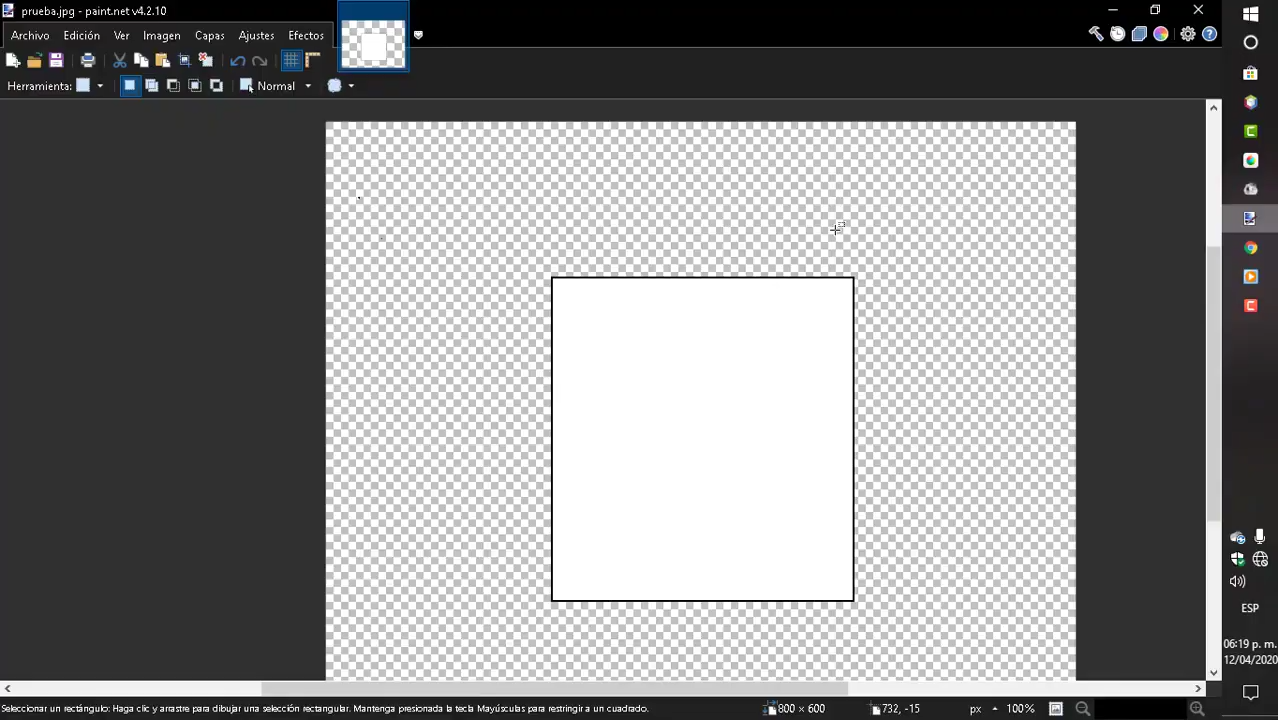 prueba.jpg - paint.net v4.2.10
Archivo Edición Ver Imagen Capas Ajustes Efectos
Herramienta: Normal
ESP
06:19 p. m.
12/04/2020
Seleccionar un rectángulo: Haga clic y arrastre para dibujar una selección rectangular. Mantenga presionada la tecla Mayúsculas para restringir a un cuadrado. 800 × 600 732, -15 px 100%